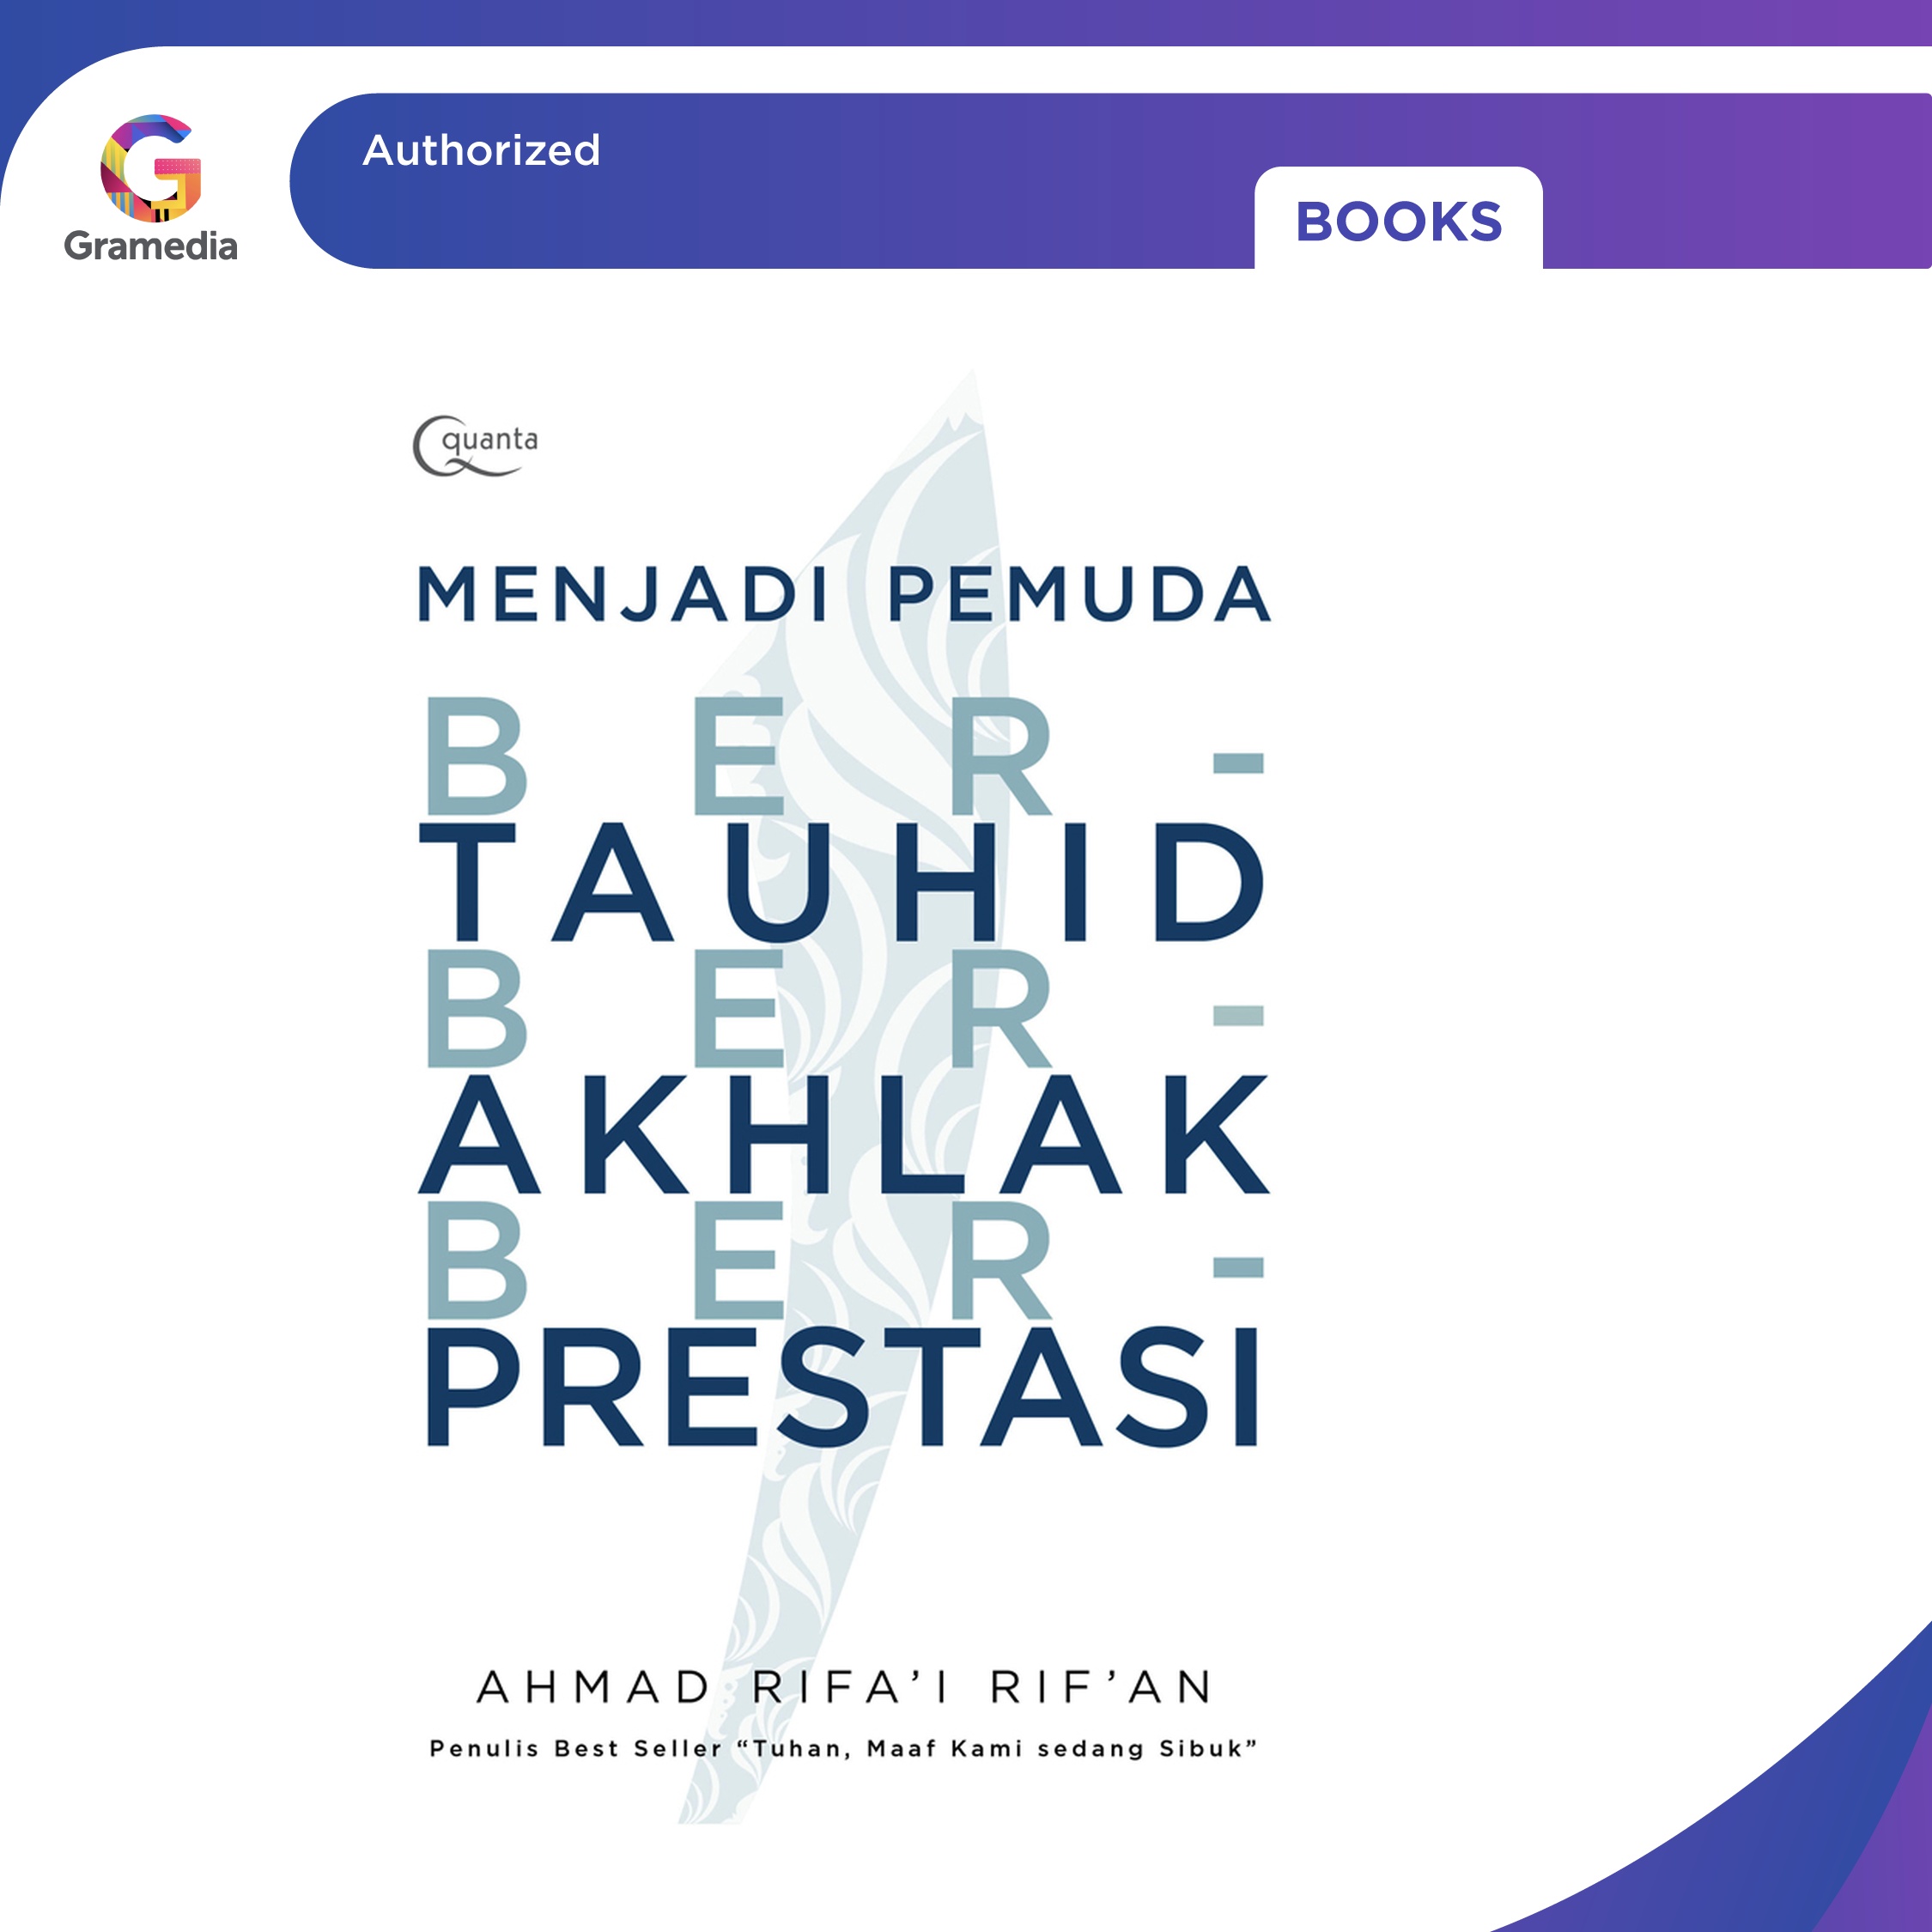 Gramedia
Authorized
BOOKS
quanta
MENJADI PEMUDA
BER-
TAUHID
BER-
AKHLAK
BER-
PRESTASI
AHMAD RIFA’I RIF’AN
Penulis Best Seller “Tuhan, Maaf Kami sedang Sibuk”